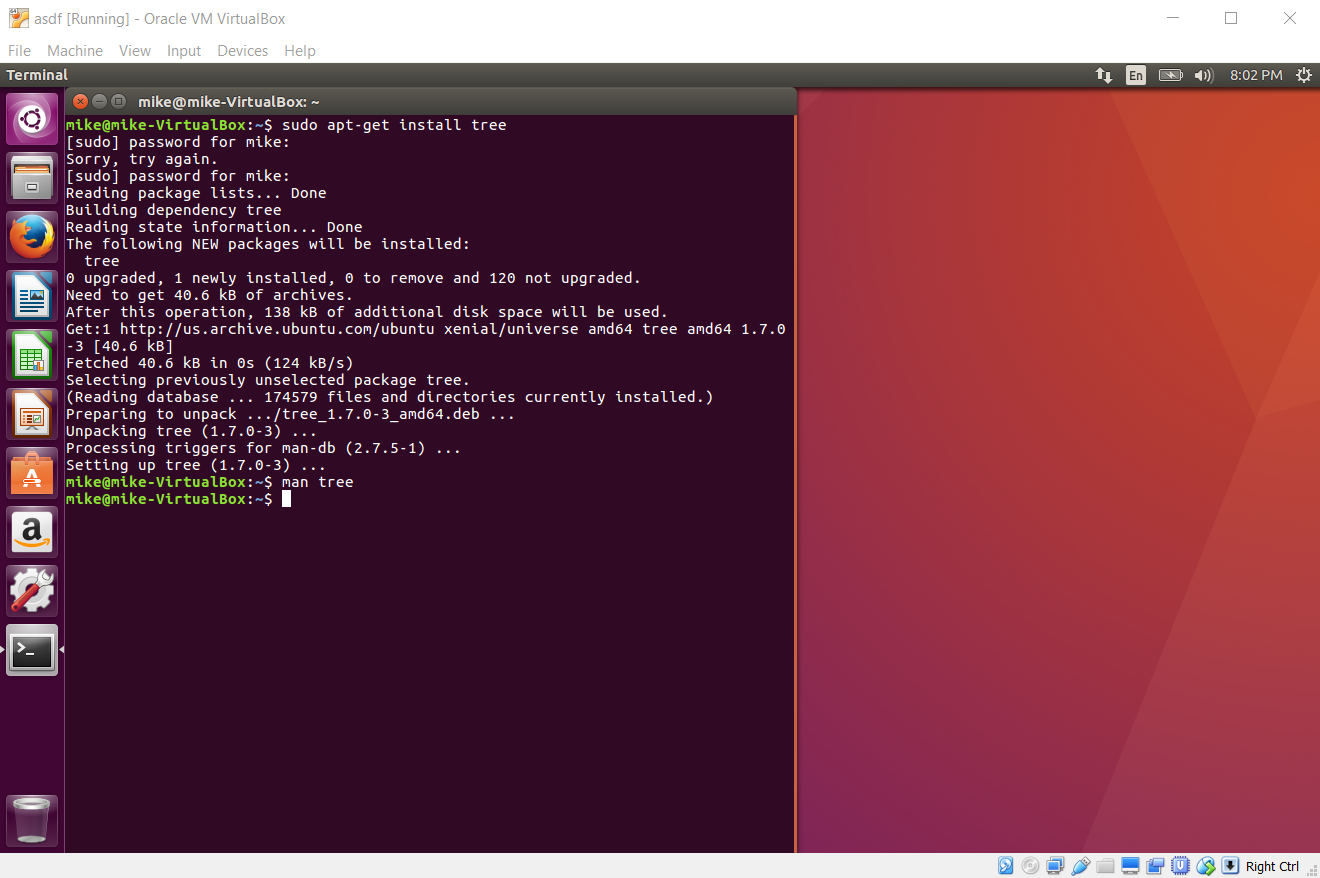 asdf [Running] - Oracle VM VirtualBox
File Machine View Input Devices Help
Terminal En 8:02 PM
mike@mike-VirtualBox: ~
mike@mike-VirtualBox:~$ sudo apt-get install tree
[sudo] password for mike:
Sorry, try again.
[sudo] password for mike:
Reading package lists... Done
Building dependency tree
Reading state information... Done
The following NEW packages will be installed:
  tree
0 upgraded, 1 newly installed, 0 to remove and 120 not upgraded.
Need to get 40.6 kB of archives.
After this operation, 138 kB of additional disk space will be used.
Get:1 http://us.archive.ubuntu.com/ubuntu xenial/universe amd64 tree amd64 1.7.0
-3 [40.6 kB]
Fetched 40.6 kB in 0s (124 kB/s)
Selecting previously unselected package tree.
(Reading database ... 174579 files and directories currently installed.)
Preparing to unpack .../tree_1.7.0-3_amd64.deb ...
Unpacking tree (1.7.0-3) ...
Processing triggers for man-db (2.7.5-1) ...
Setting up tree (1.7.0-3) ...
mike@mike-VirtualBox:~$ man tree
mike@mike-VirtualBox:~$
Right Ctrl